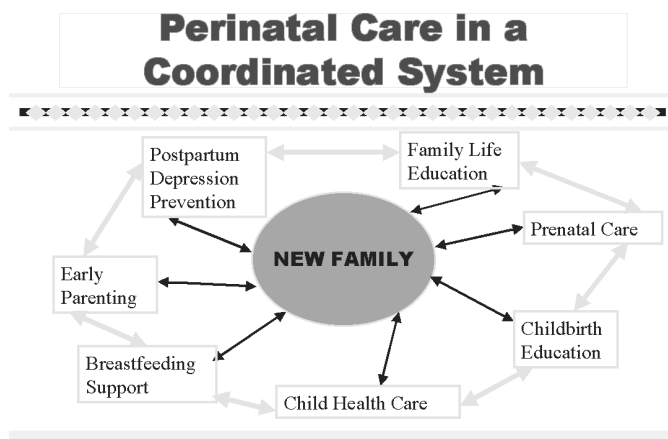 Perinatal Care in a
Coordinated System
Postpartum
Depression
Prevention
Family Life
Education
Prenatal Care
NEW FAMILY
Early
Parenting
Childbirth
Education
Breastfeeding
Support
Child Health Care